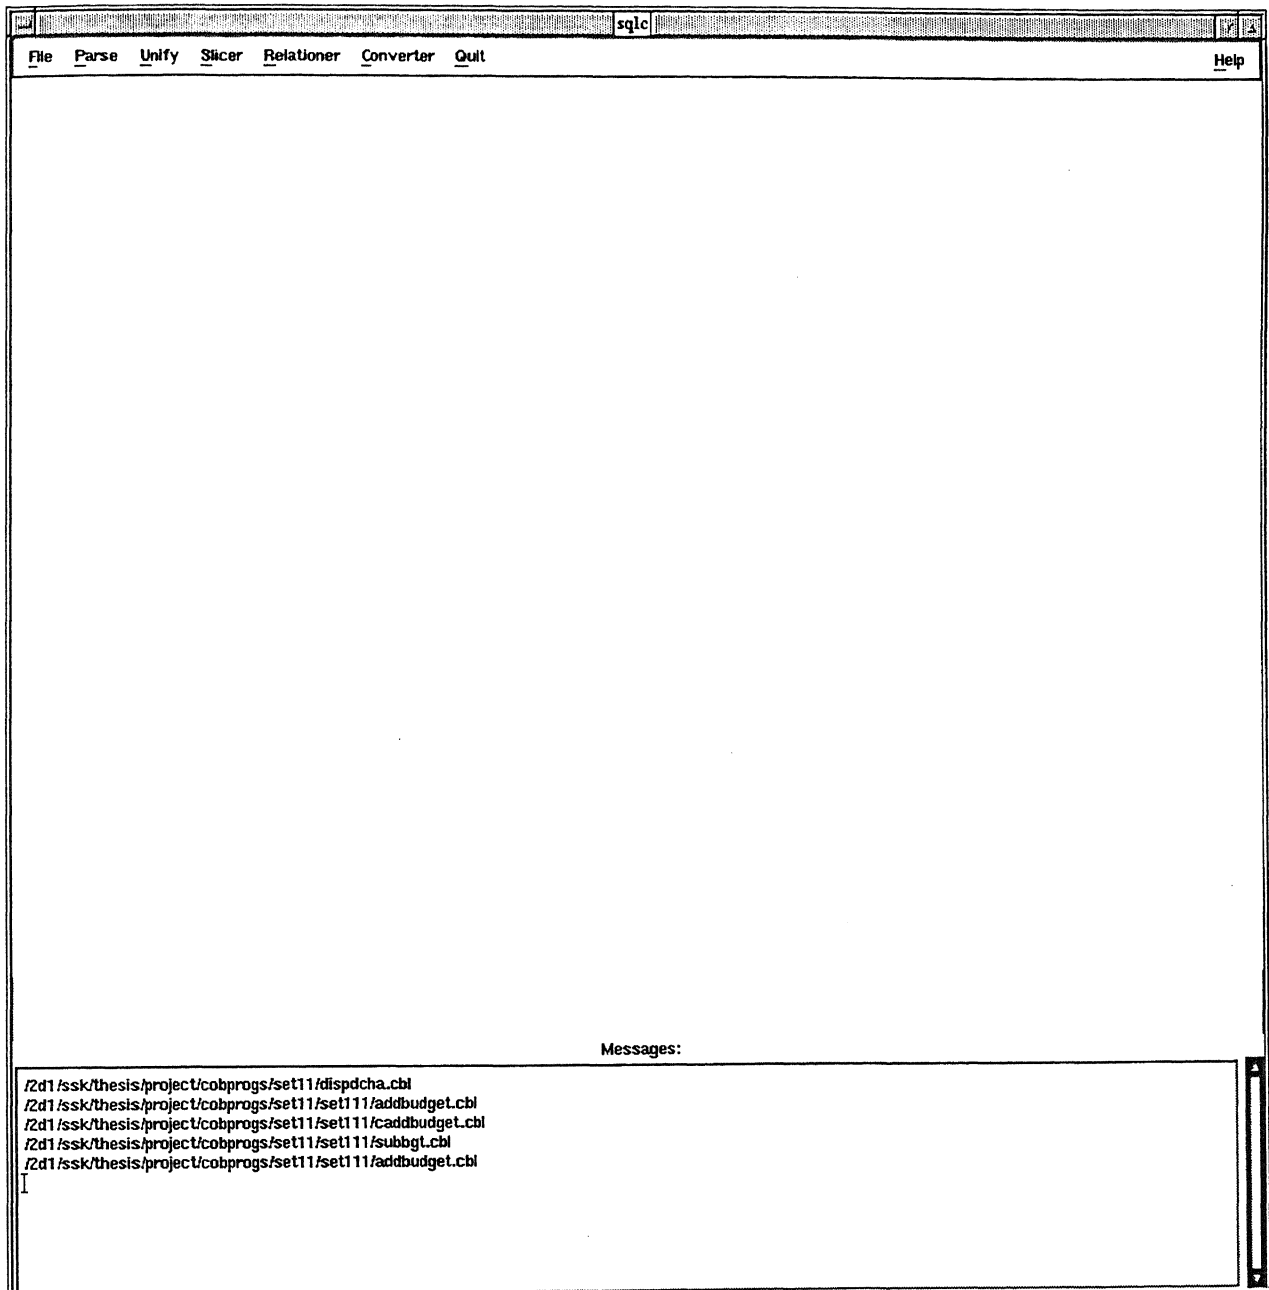 sqlc
File Parse Unify Slicer Relationer Converter Quit Help
Messages:
/2d1/ssk/thesis/project/cobprogs/set11/dispdcha.cbl
/2d1/ssk/thesis/project/cobprogs/set11/set111/addbudget.cbl
/2d1/ssk/thesis/project/cobprogs/set11/set111/caddbudget.cbl
/2d1/ssk/thesis/project/cobprogs/set11/set111/subbgt.cbl
/2d1/ssk/thesis/project/cobprogs/set11/set111/addbudget.cbl